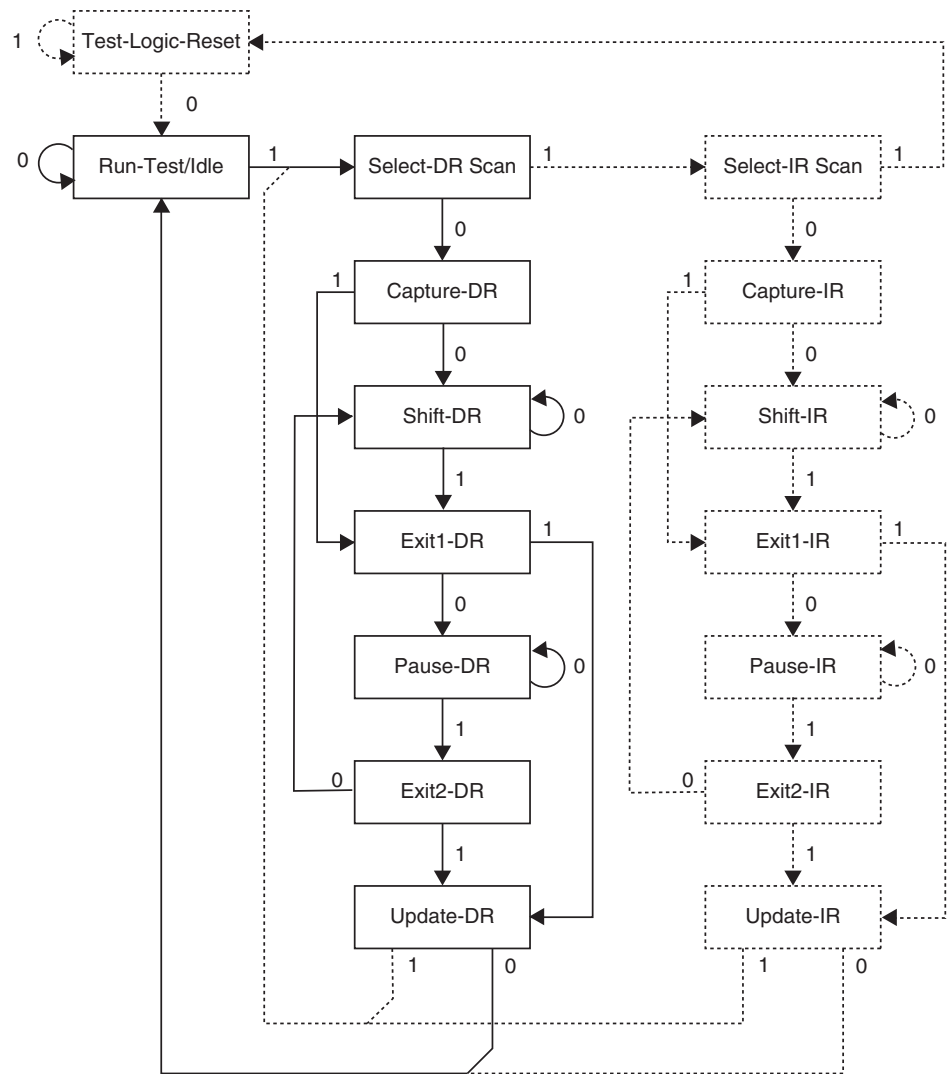 1 Test-Logic-Reset
0
0 Run-Test/Idle 1 Select-DR Scan 1 Select-IR Scan 1
0 0
1 Capture-DR 1 Capture-IR
0 0
Shift-DR 0 Shift-IR 0
1 1
Exit1-DR 1 Exit1-IR 1
0 0
Pause-DR 0 Pause-IR 0
1 1
0 Exit2-DR 0 Exit2-IR
1 1
Update-DR Update-IR
1 0 1 0